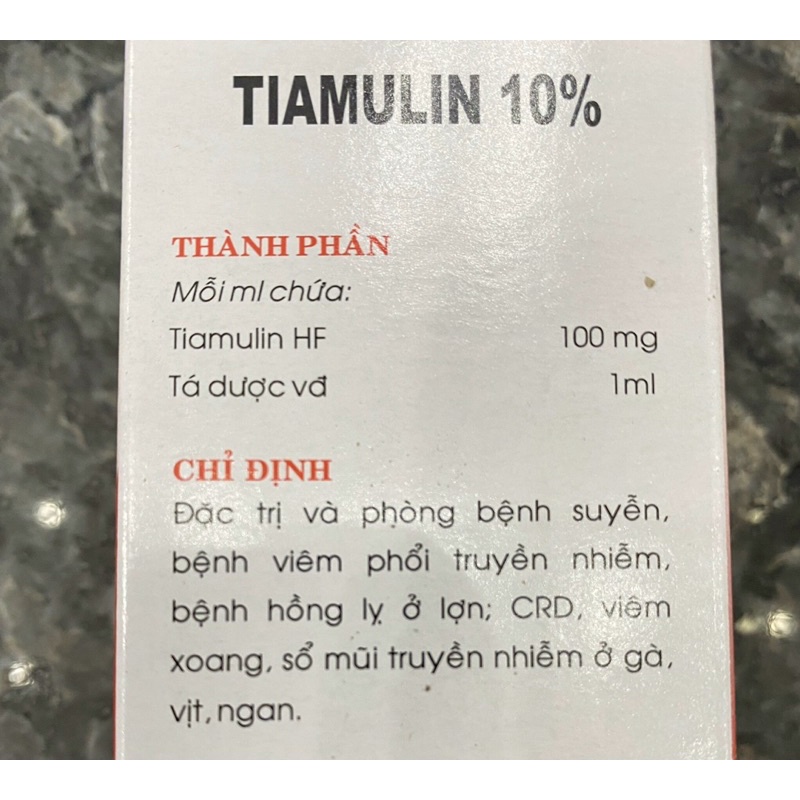 TIAMULIN 10%
THÀNH PHẦN
Mỗi ml chứa:
Tiamulin HF 100 mg
Tá dược vđ 1ml
CHỈ ĐỊNH
Đặc trị và phòng bệnh suyễn,
bệnh viêm phổi truyền nhiễm,
bệnh hồng lỵ ở lợn; CRD, viêm
xoang, sổ mũi truyền nhiễm ở gà,
vịt, ngan.